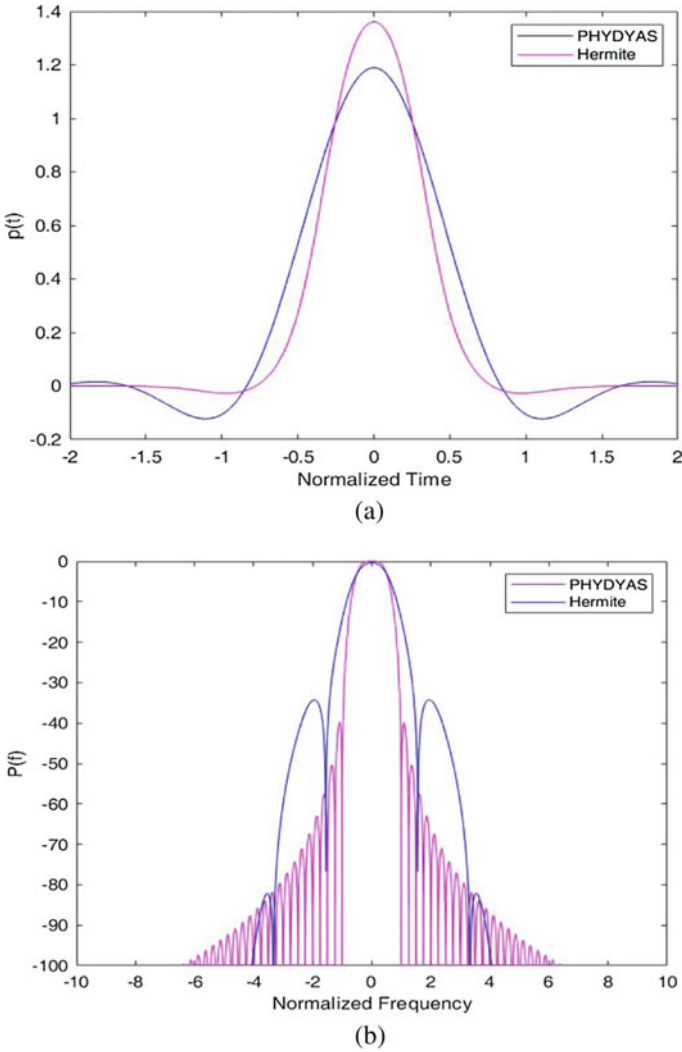 1.4
1.2
1
0.8
0.6
0.4
0.2
0
-0.2
p(t)
PHYDYAS
Hermite
-2 -1.5 -1 -0.5 0 0.5 1 1.5 2
Normalized Time
(a)
0
-10
-20
-30
-40
-50
-60
-70
-80
-90
-100
P(f)
PHYDYAS
Hermite
-10 -8 -6 -4 -2 0 2 4 6 8 10
Normalized Frequency
(b)